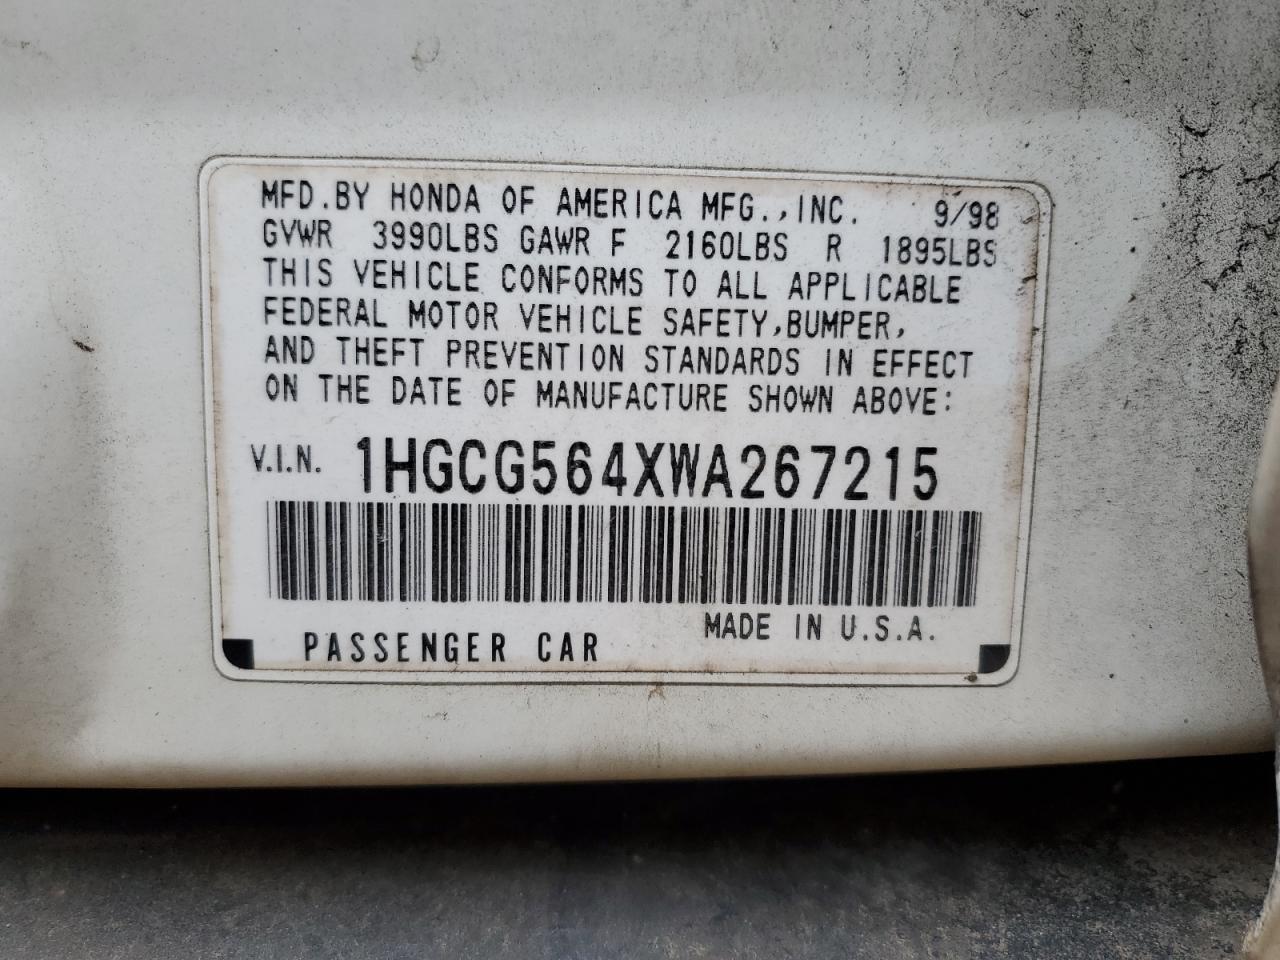 MFD.BY HONDA OF AMERICA MFG.,INC. 9/98
GVWR 3990LBS GAWR F 2160LBS R 1895LBS
THIS VEHICLE CONFORMS TO ALL APPLICABLE
FEDERAL MOTOR VEHICLE SAFETY,BUMPER,
AND THEFT PREVENTION STANDARDS IN EFFECT
ON THE DATE OF MANUFACTURE SHOWN ABOVE:
V.I.N. 1HGCG564XWA267215
MADE IN U.S.A.
PASSENGER CAR